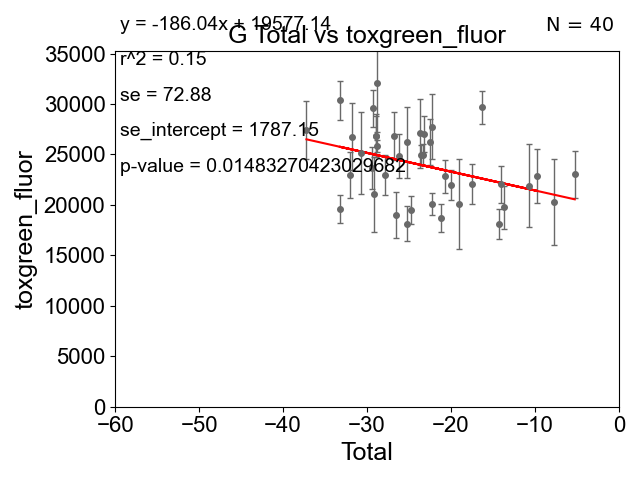 y = -186.04x + 19577.14
N = 40
G Total vs toxgreen_fluor
r^2 = 0.15
se = 72.88
se_intercept = 1787.15
p-value = 0.01483270423029682
35000
30000
25000
20000
15000
10000
5000
0
toxgreen_fluor
−60
−50
−40
−30
−20
−10
0
Total